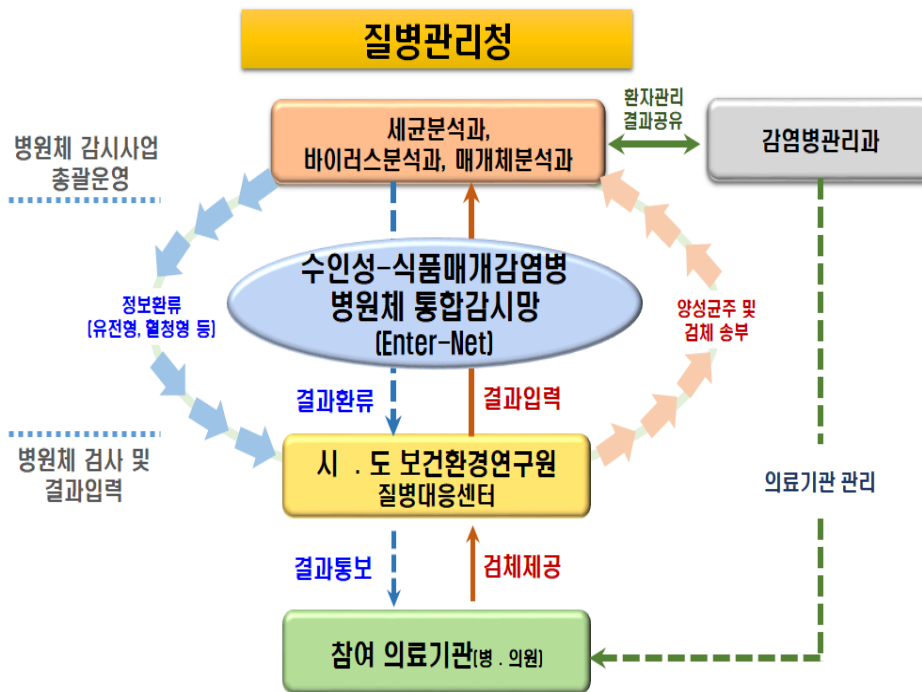 질병관리청
세균분석과,
바이러스분석과, 매개체분석과
환자관리
결과공유
감염병관리과
병원체 감시사업
총괄운영
수인성-식품매개감염병
병원체 통합감시망
(Enter-Net)
정보환류
(유전형, 혈청형 등)
양성균주 및
검체 송부
결과환류
결과입력
병원체 검사 및
결과입력
시 . 도 보건환경연구원
질병대응센터
의료기관 관리
결과통보
검체제공
참여 의료기관(병 . 의원)